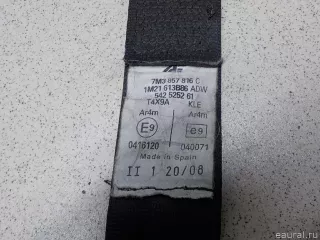 7M3 857 816 C
1M21 613B86 ADW
942 5252 61
T4X9A KLE
Ar4m Ar4m
E9 e9
0416120 040071
Made in Spain
II 1 20/08
eaural.ru